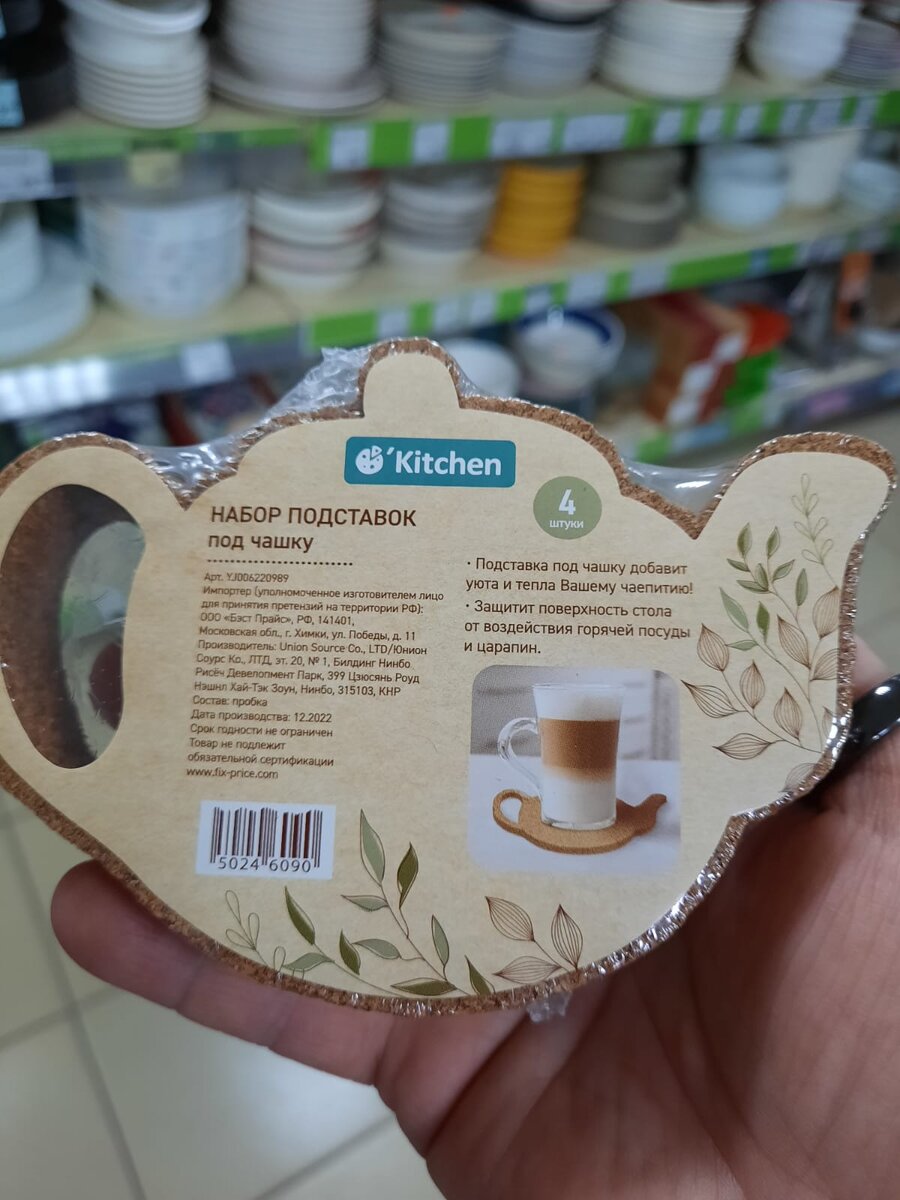 'Kitchen
НАБОР ПОДСТАВОК
под чашку
4
штуки
Арт. YJ006220989
Импортер (уполномоченное изготовителем лицо
для принятия претензий на территории РФ):
ООО «Бэст Прайс», РФ, 141401,
Московская обл., г. Химки, ул. Победы, д. 11
Производитель: Union Source Co., LTD/Юнион
Соурс Ко., ЛТД, эт. 20, № 1, Билдинг Нинбо
Рисёч Девелопмент Парк, 399 Цзюсянь Роуд
Нэшнл Хай-Тэк Зоун, Нинбо, 315103, КНР
Состав: пробка
Дата производства: 12.2022
Срок годности не ограничен
Товар не подлежит
обязательной сертификации
www.fix-price.com
5024 6090
· Подставка под чашку добавит
уюта и тепла Вашему чаепитию!
· Защитит поверхность стола
от воздействия горячей посуды
и царапин.